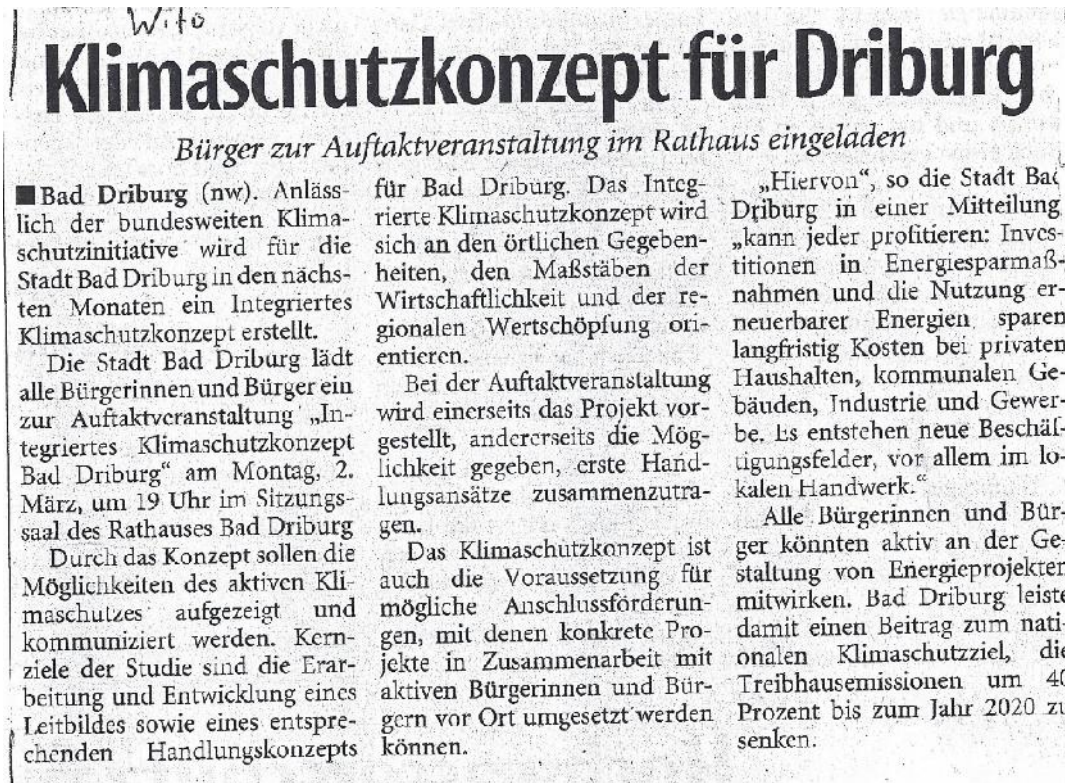 Wito
Klimaschutzkonzept für Driburg
Bürger zur Auftaktveranstaltung im Rathaus eingeladen
■ Bad Driburg (nw). Anläss-
lich der bundesweiten Klima-
schutzinitiative wird für die
Stadt Bad Driburg in den nächs-
ten Monaten ein Integriertes
Klimaschutzkonzept erstellt.
Die Stadt Bad Driburg lädt
alle Bürgerinnen und Bürger ein
zur Auftaktveranstaltung „In-
tegriertes Klimaschutzkonzept
Bad Driburg“ am Montag, 2.
März, um 19 Uhr im Sitzungs-
saal des Rathauses Bad Driburg
Durch das Konzept sollen die
Möglichkeiten des aktiven Kli-
maschutzes aufgezeigt und
kommuniziert werden. Kern-
ziele der Studie sind die Erar-
beitung und Entwicklung eines
Leitbildes sowie eines entspre-
chenden Handlungskonzepts
für Bad Driburg. Das Integ-
rierte Klimaschutzkonzept wird
sich an den örtlichen Gegeben-
heiten, den Maßstäben der
Wirtschaftlichkeit und der re-
gionalen Wertschöpfung ori-
entieren.
Bei der Auftaktveranstaltung
wird einerseits das Projekt vor-
gestellt, andererseits die Mög-
lichkeit gegeben, erste Hand-
lungsansätze zusammenzutra-
gen.
Das Klimaschutzkonzept ist
auch die Voraussetzung für
mögliche Anschlussförderun-
gen, mit denen konkrete Pro-
jekte in Zusammenarbeit mit
aktiven Bürgerinnen und Bür-
gern vor Ort umgesetzt werden
können.
„Hiervon“, so die Stadt Bad
Driburg in einer Mitteilung
„kann jeder profitieren: Inves-
titionen in Energiesparmaß-
nahmen und die Nutzung er-
neuerbarer Energien sparen
langfristig Kosten bei privaten
Haushalten, kommunalen Ge-
bäuden, Industrie und Gewer-
be. Es entstehen neue Beschäf-
tigungsfelder, vor allem im lo-
kalen Handwerk.“
Alle Bürgerinnen und Bür-
ger könnten aktiv an der Ge-
staltung von Energieprojekten
mitwirken. Bad Driburg leiste
damit einen Beitrag zum nati-
onalen Klimaschutzziel, die
Treibhausemissionen um 40
Prozent bis zum Jahr 2020 zu
senken.